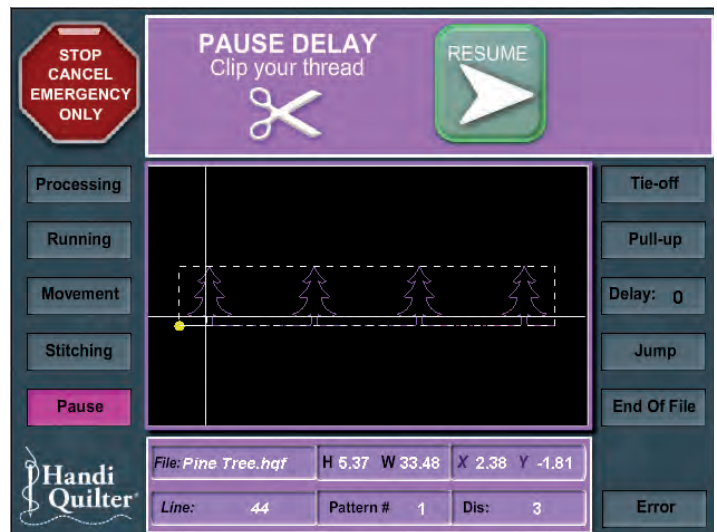 STOP
CANCEL
EMERGENCY
ONLY
PAUSE DELAY
Clip your thread
RESUME
Processing
Running
Movement
Stitching
Pause
Tie-off
Pull-up
Delay: 0
Jump
End Of File
File: Pine Tree.hqf H 5.37 W 33.48 X 2.38 Y -1.81
Line: 44 Pattern # 1 Dis: 3
Handi
Quilter®
Error